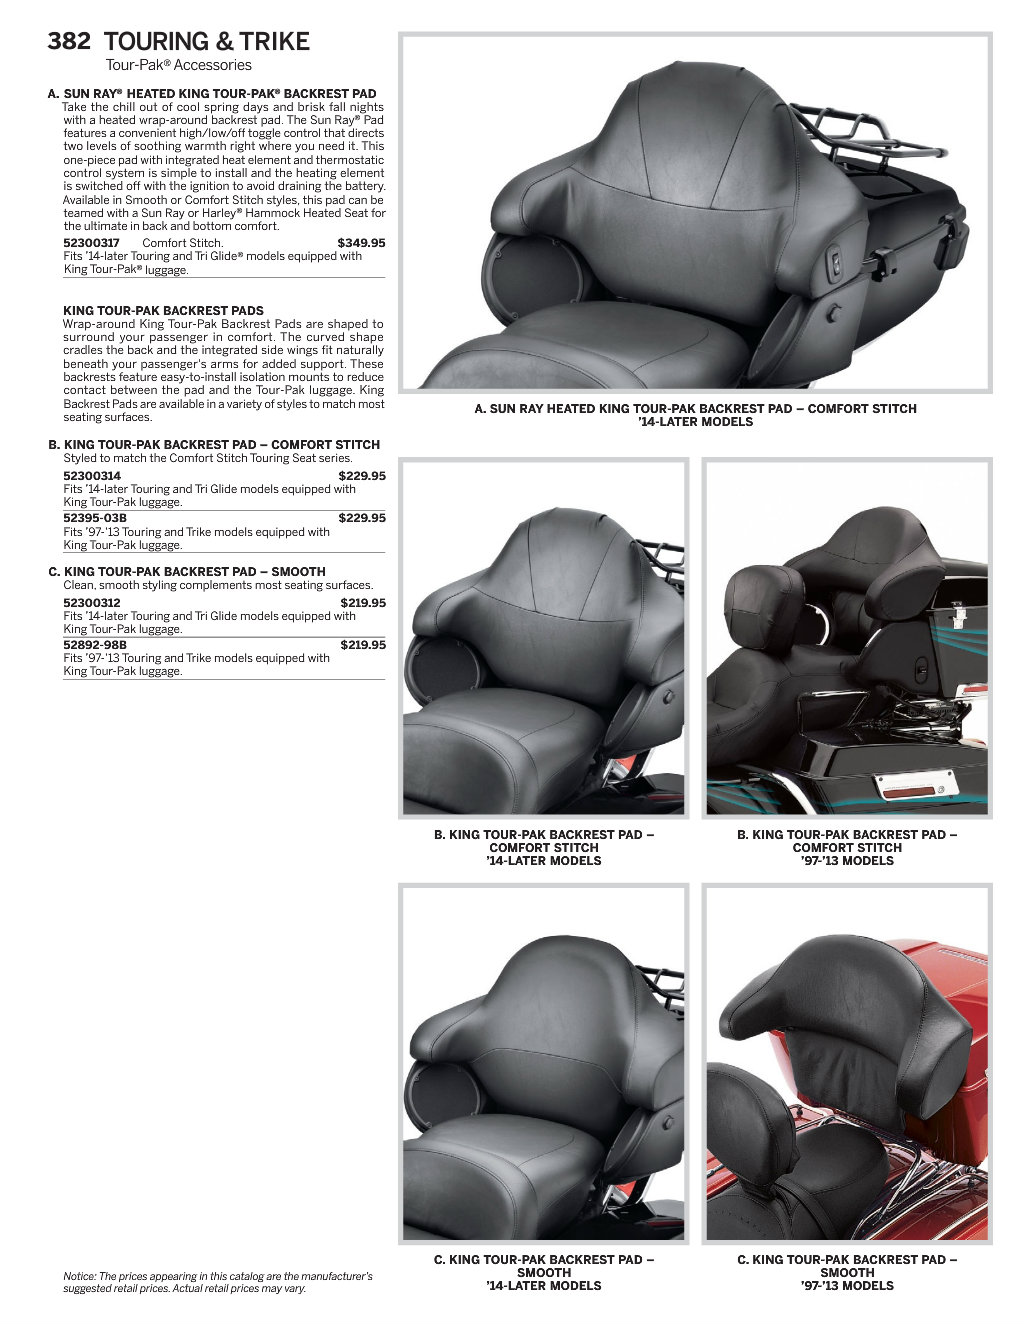 382 TOURING & TRIKE
Tour-Pak® Accessories
A. SUN RAY® HEATED KING TOUR-PAK® BACKREST PAD
Take the chill out of cool spring days and brisk fall nights
with a heated wrap-around backrest pad. The Sun Ray® Pad
features a convenient high/low/off toggle control that directs
two levels of soothing warmth right where you need it. This
one-piece pad with integrated heat element and thermostatic
control system is simple to install and the heating element
is switched off with the ignition to avoid draining the battery.
Available in Smooth or Comfort Stitch styles, this pad can be
teamed with a Sun Ray or Harley® Hammock Heated Seat for
the ultimate in back and bottom comfort.
52300317 Comfort Stitch. $349.95
Fits ’14-later Touring and Tri Glide® models equipped with
King Tour-Pak® luggage.
KING TOUR-PAK BACKREST PADS
Wrap-around King Tour-Pak Backrest Pads are shaped to
surround your passenger in comfort. The curved shape
cradles the back and the integrated side wings fit naturally
beneath your passenger’s arms for added support. These
backrests feature easy-to-install isolation mounts to reduce
contact between the pad and the Tour-Pak luggage. King
Backrest Pads are available in a variety of styles to match most
seating surfaces.
B. KING TOUR-PAK BACKREST PAD – COMFORT STITCH
Styled to match the Comfort Stitch Touring Seat series.
52300314 $229.95
Fits ’14-later Touring and Tri Glide models equipped with
King Tour-Pak luggage.
52395-03B $229.95
Fits ’97-’13 Touring and Trike models equipped with
King Tour-Pak luggage.
C. KING TOUR-PAK BACKREST PAD – SMOOTH
Clean, smooth styling complements most seating surfaces.
52300312 $219.95
Fits ’14-later Touring and Tri Glide models equipped with
King Tour-Pak luggage.
52892-98B $219.95
Fits ’97-’13 Touring and Trike models equipped with
King Tour-Pak luggage.
A. SUN RAY HEATED KING TOUR-PAK BACKREST PAD – COMFORT STITCH
’14-LATER MODELS
B. KING TOUR-PAK BACKREST PAD –
COMFORT STITCH
’14-LATER MODELS
B. KING TOUR-PAK BACKREST PAD –
COMFORT STITCH
’97-’13 MODELS
C. KING TOUR-PAK BACKREST PAD –
SMOOTH
’14-LATER MODELS
C. KING TOUR-PAK BACKREST PAD –
SMOOTH
’97-’13 MODELS
Notice: The prices appearing in this catalog are the manufacturer’s
suggested retail prices. Actual retail prices may vary.